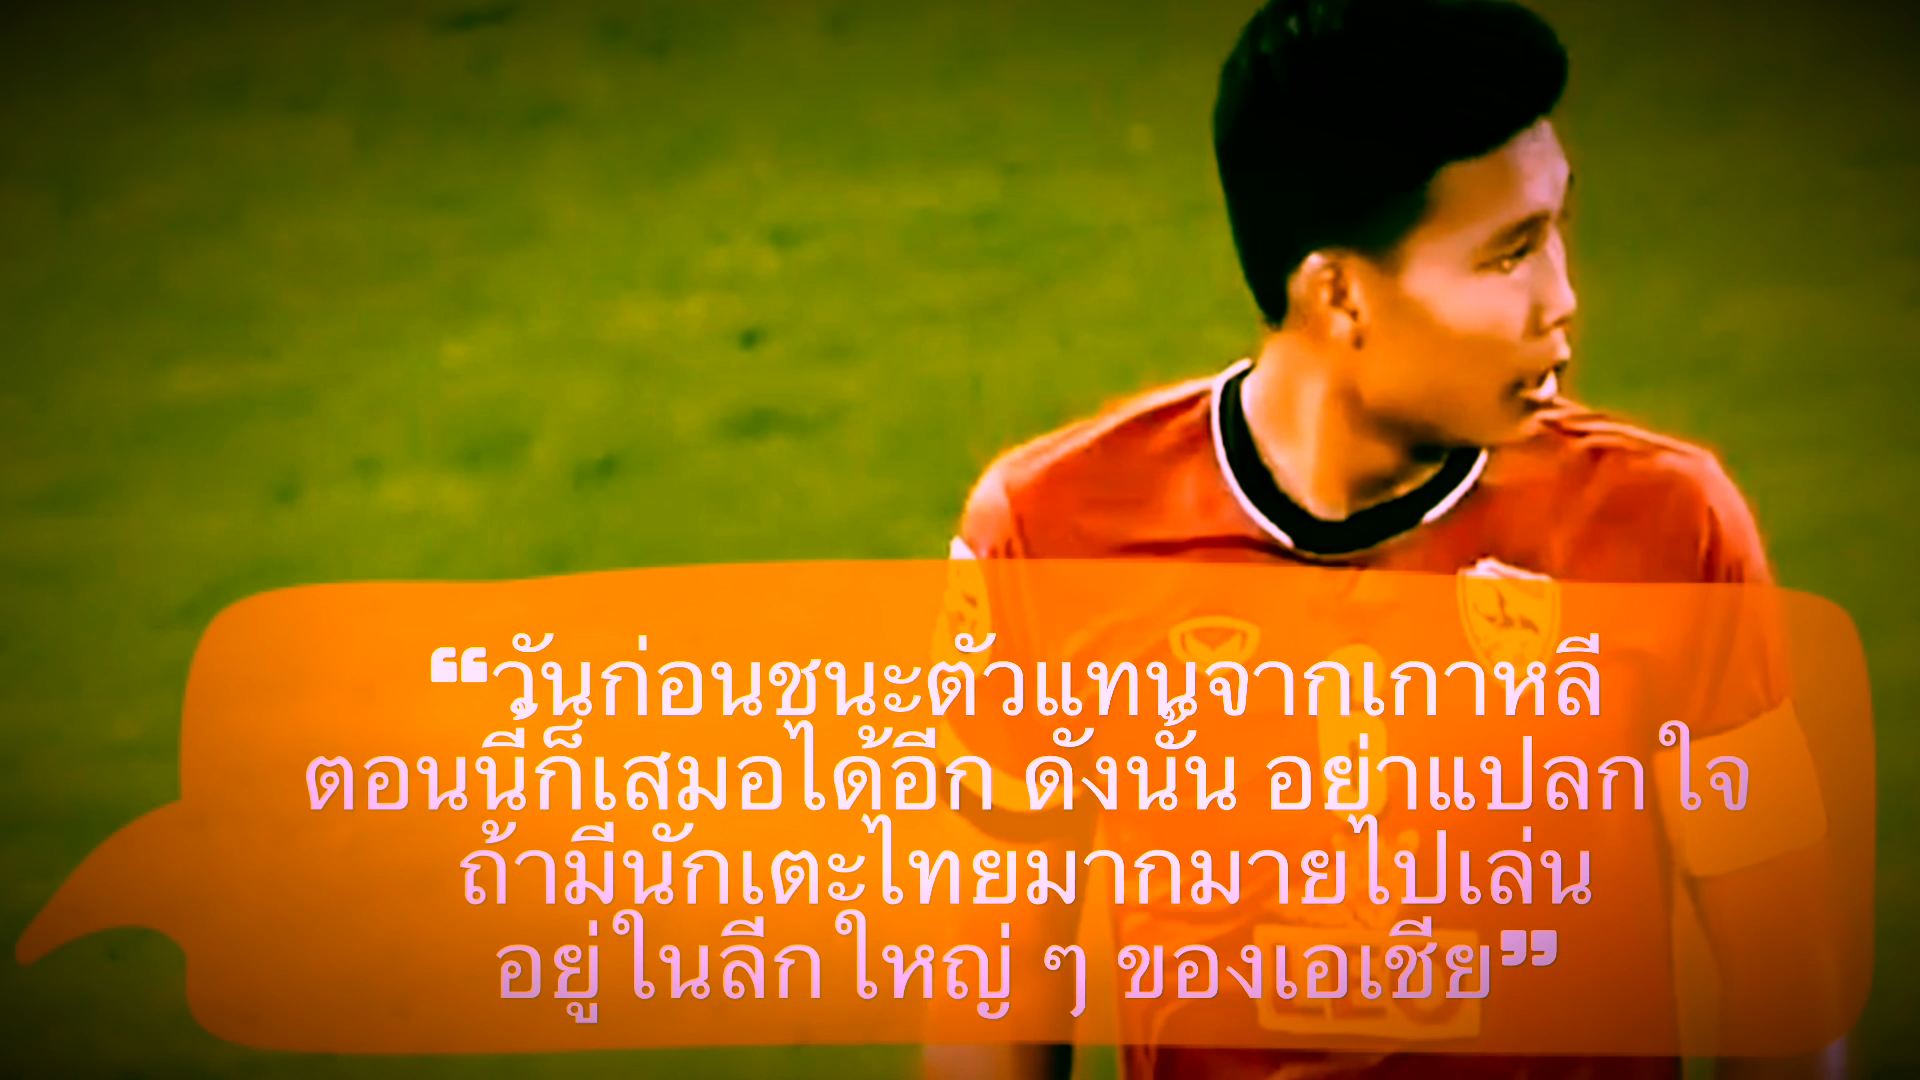 “วันก่อนชนะตัวแทนจากเกาหลี
ตอนนี้ก็เสมอได้อีก ดังนั้น อย่าแปลกใจ
ถ้ามีนักเตะไทยมากมายไปเล่น
อยู่ในลีกใหญ่ ๆ ของเอเชีย”
LEO